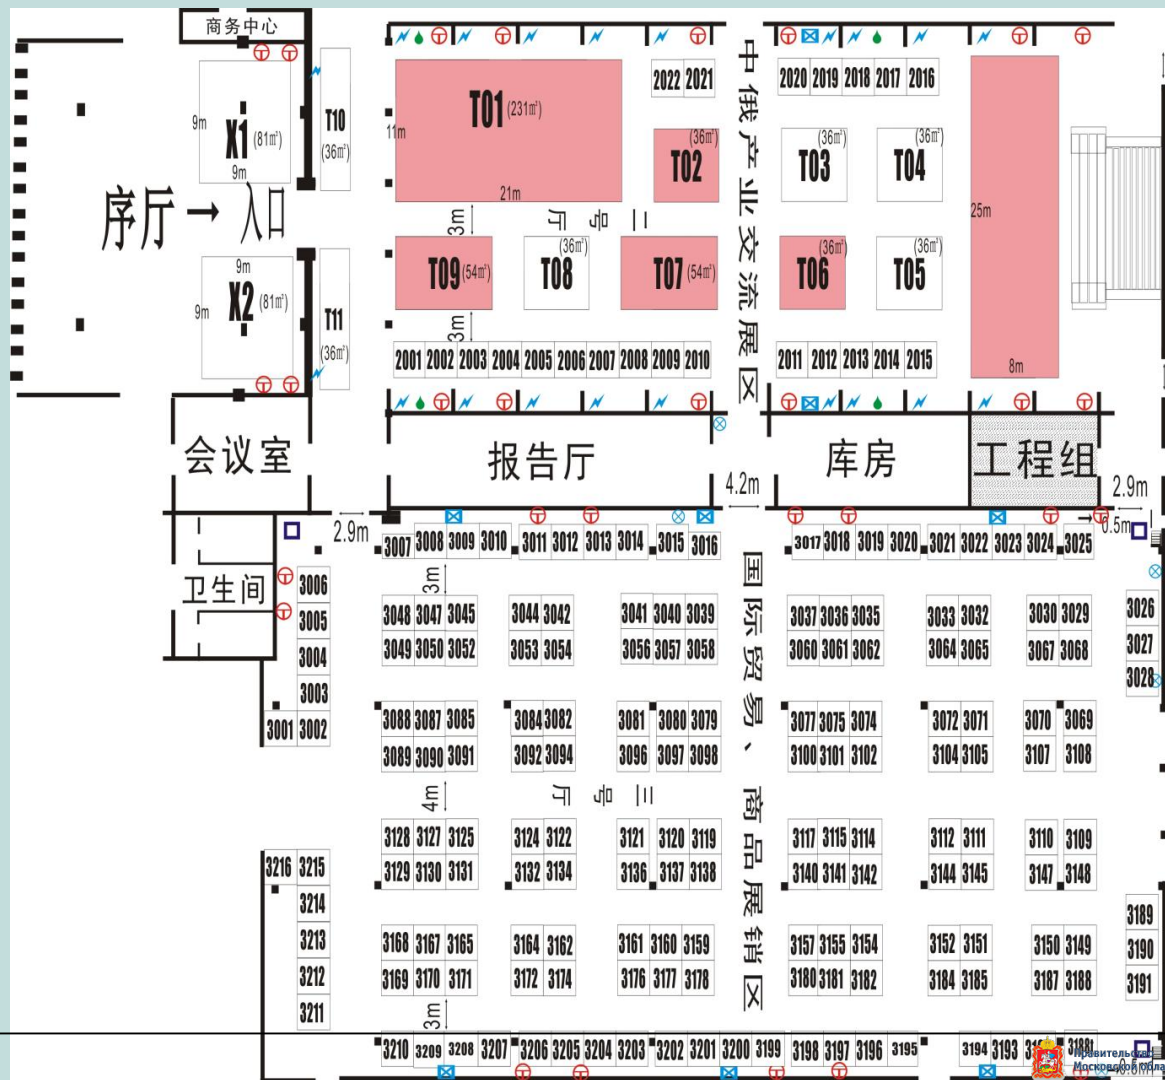 商务中心
9m
X1 (81㎡)
9m
T10
(36㎡)
序厅 → 入口
9m
9m
X2 (81㎡)
T11
(36㎡)
11m
T01 (231㎡)
21m
2022 2021
(36㎡)
T02
3m
二号厅
T09 (54㎡)
(36㎡)
T08
T07 (54㎡)
3m
2001 2002 2003 2004 2005 2006 2007 2008 2009 2010
中俄产业交流展区
2020 2019 2018 2017 2016
(36㎡)
T03
(36㎡)
T04
(36㎡)
T06
(36㎡)
T05
25m
8m
2011 2012 2013 2014 2015
会议室
报告厅
库房
工程组
4.2m
2.9m
2.9m
0.5m
卫生间
3006
3005
3004
3003
3001 3002
3007 3008 3009 3010 3011 3012 3013 3014 3015 3016
3017 3018 3019 3020 3021 3022 3023 3024 3025
3m
3048 3047 3045 3044 3042 3041 3040 3039
3037 3036 3035 3033 3032 3030 3029
3049 3050 3052 3053 3054 3056 3057 3058
3060 3061 3062 3064 3065 3067 3068
3026
3027
3028
国际贸易、商品展销区
3088 3087 3085 3084 3082 3081 3080 3079
3077 3075 3074 3072 3071 3070 3069
3089 3090 3091 3092 3094 3096 3097 3098
3100 3101 3102 3104 3105 3107 3108
4m
三号厅
3128 3127 3125 3124 3122 3121 3120 3119
3117 3115 3114 3112 3111 3110 3109
3129 3130 3131 3132 3134 3136 3137 3138
3140 3141 3142 3144 3145 3147 3148
3216 3215
3214
3213
3212
3211
3168 3167 3165 3164 3162 3161 3160 3159
3157 3155 3154 3152 3151 3150 3149
3169 3170 3171 3172 3174 3176 3177 3178
3180 3181 3182 3184 3185 3187 3188
3189
3190
3191
3m
3210 3209 3208 3207 3206 3205 3204 3203 3202 3201 3200 3199
3198 3197 3196 3195 3194 3193
Правительство
Московской обла